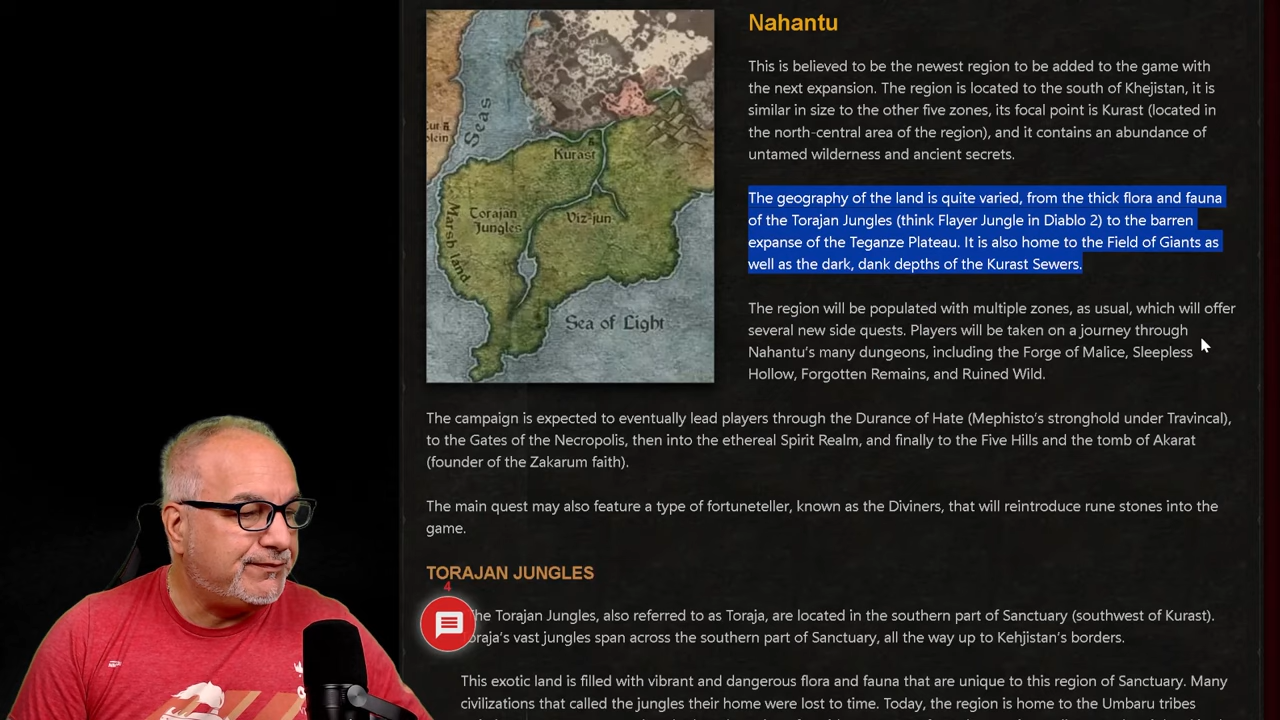 Nahantu
This is believed to be the newest region to be added to the game with
the next expansion. The region is located to the south of Khejistan, it is
similar in size to the other five zones, its focal point is Kurast (located in
the north-central area of the region), and it contains an abundance of
untamed wilderness and ancient secrets.
The geography of the land is quite varied, from the thick flora and fauna
of the Torajan Jungles (think Flayer Jungle in Diablo 2) to the barren
expanse of the Teganze Plateau. It is also home to the Field of Giants as
well as the dark, dank depths of the Kurast Sewers.
The region will be populated with multiple zones, as usual, which will offer
several new side quests. Players will be taken on a journey through
Nahantu's many dungeons, including the Forge of Malice, Sleepless
Hollow, Forgotten Remains, and Ruined Wild.
Seas
Kurast
Torajan
Jungles
Viz-jun
Marsh land
Sea of Light
The campaign is expected to eventually lead players through the Durance of Hate (Mephisto's stronghold under Travincal),
to the Gates of the Necropolis, then into the ethereal Spirit Realm, and finally to the Five Hills and the tomb of Akarat
(founder of the Zakarum faith).
The main quest may also feature a type of fortuneteller, known as the Diviners, that will reintroduce rune stones into the
game.
TORAJAN JUNGLES
4
The Torajan Jungles, also referred to as Toraja, are located in the southern part of Sanctuary (southwest of Kurast).
oraja's vast jungles span across the southern part of Sanctuary, all the way up to Kehjistan's borders.
This exotic land is filled with vibrant and dangerous flora and fauna that are unique to this region of Sanctuary. Many
civilizations that called the jungles their home were lost to time. Today, the region is home to the Umbaru tribes